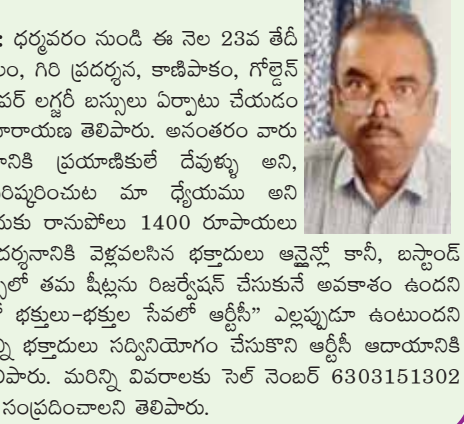 : ధర్మవరం నుండి ఈ నెల 23వ తేదీ
లం, గిరి ప్రదర్శన, కాణిపాకం, గోల్డెన్
పర్ లగ్జరీ బస్సులు ఏర్పాటు చేయడం
నారాయణ తెలిపారు. అనంతరం వారు
ానికి ప్రయాణికులే దేవుళ్ళు అని,
రిష్కరించుట మా ధ్యేయము అని
దుకు రానుపోలు 1400 రూపాయలు
దర్శనానికి వెళ్లవలసిన భక్తాదులు ఆన్లైన్లో కానీ, బస్టాండ్
్సులో తమ షీట్లను రిజర్వేషన్ చేసుకునే అవకాశం ఉందని
ో భక్తులు-భక్తుల సేవలో ఆర్టీసీ” ఎల్లప్పుడూ ఉంటుందని
న్ని భక్తాదులు సద్వినియోగం చేసుకొని ఆర్టీసీ ఆదాయానికి
లిపారు. మరిన్ని వివరాలకు సెల్ నెంబర్ 6303151302
సంప్రదించాలని తెలిపారు.